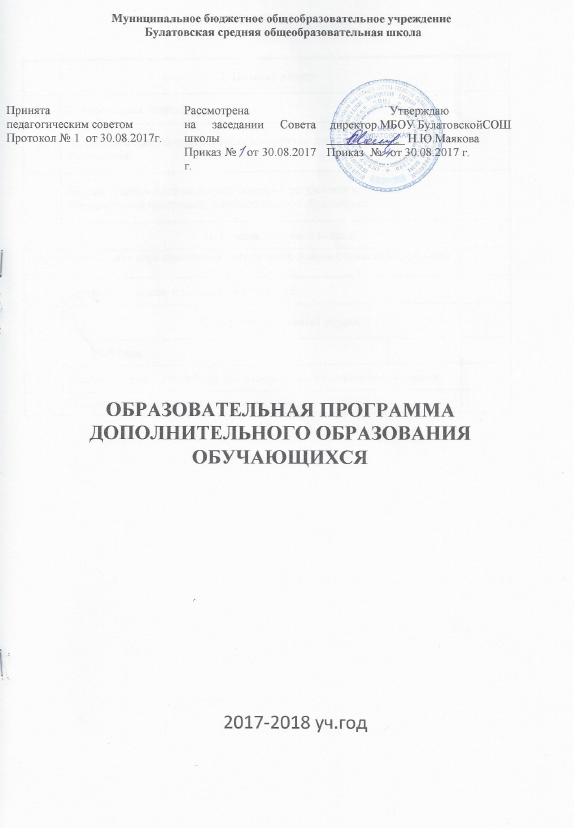 Муниципальное бюджетное общеобразовательное учреждение
Булатовская средняя общеобразовательная школа
Принята
педагогическим советом
Протокол № 1 от 30.08.2017г.
Рассмотрена
на заседании Совета
школы
Приказ № 1 от 30.08.2017
г.
Утверждаю
директор МБОУ БулатовскойСОШ
Н.Ю.Маякова
Приказ № от 30.08.2017 г.
ОБРАЗОВАТЕЛЬНАЯ ПРОГРАММА
ДОПОЛНИТЕЛЬНОГО ОБРАЗОВАНИЯ
ОБУЧАЮЩИХСЯ
2017-2018 уч.год